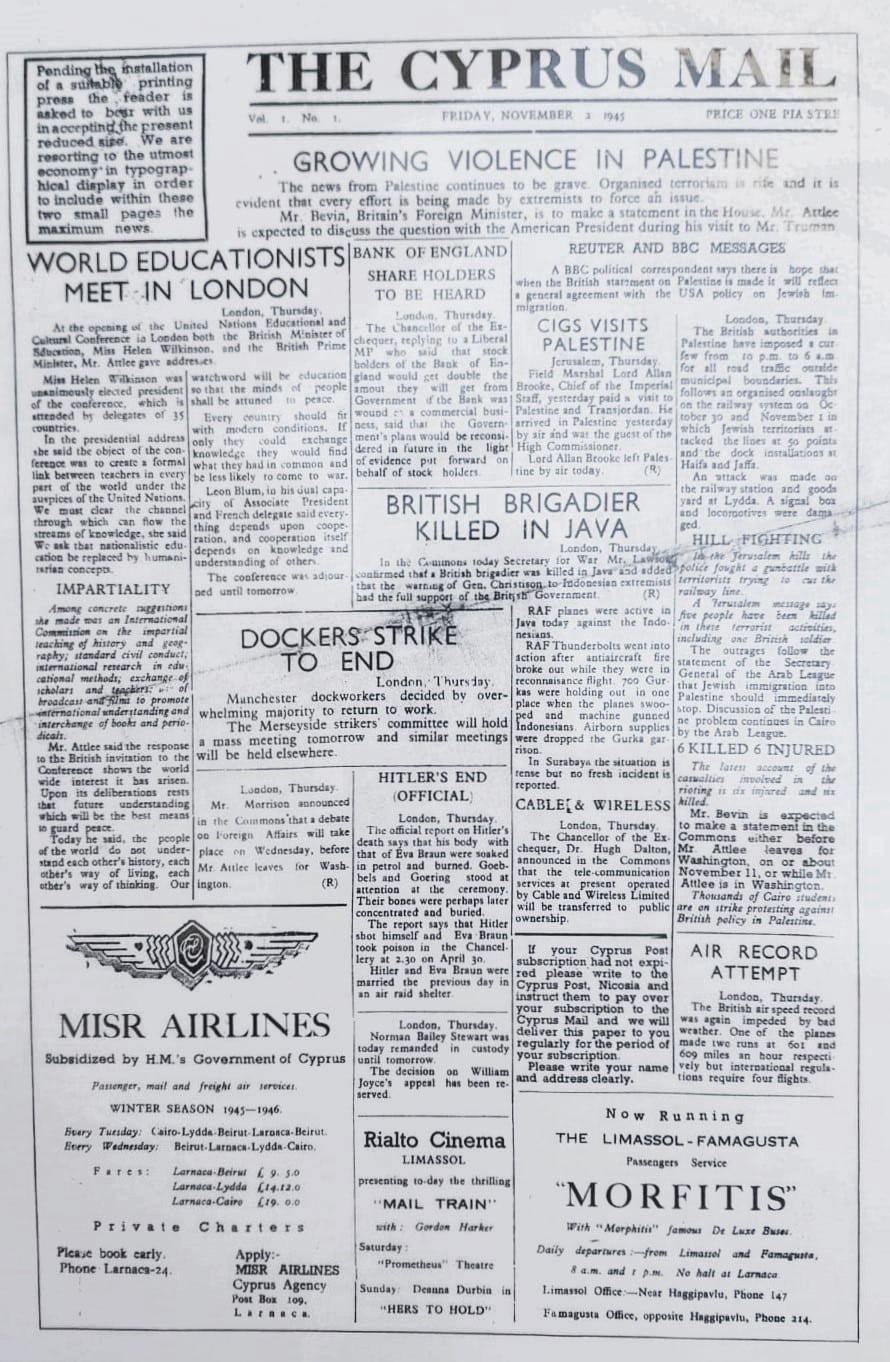 Pending the installation
of a suitable printing
press the reader is
asked to bear with us
in accepting the present
reduced size. We are
resorting to the utmost
economy in typograp-
hical display in order
to include within these
two small pages the
maximum news.
THE CYPRUS MAIL
Vol. 1. No. 1.
FRIDAY, NOVEMBER 2 1945
PRICE ONE PIASTRE
GROWING VIOLENCE IN PALESTINE
The news from Palestine continues to be grave. Organised terrorism is rife and it is
evident that every effort is being made by extremists to force an issue.
Mr. Bevin, Britain's Foreign Minister, is to make a statement in the House. Mr. Attlee
is expected to discuss the question with the American President during his visit to Mr. Truman.
WORLD EDUCATIONISTS
MEET IN LONDON
London, Thursday.
At the opening of the United Nations Educational and
Cultural Conference in London both the British Minister of
Education, Miss Helen Wilkinson, and the British Prime
Minister, Mr. Attlee gave addresses.
Miss Helen Wilkinson was
unanimously elected president
of the conference, which is
attended by delegates of 35
countries.
In the presidential address
she said the object of the con-
ference was to create a formal
link between teachers in every
part of the world under the
auspices of the United Nations.
We must clear the channel
through which can flow the
streams of knowledge, she said
We ask that nationalistic edu-
cation be replaced by humani-
tarian concepts.
IMPARTIALITY
Among concrete suggestions
she made was an International
Commission on the impartial
teaching of history and geog-
raphy; standard civil conduct;
international research in edu-
cational methods; exchange of
scholars and teachers; use of
broadcast and films to promote
international understanding and
interchange of books and perio-
dicals.
Mr. Attlee said the response
to the British invitation to the
Conference shows the world
wide interest it has arisen.
Upon its deliberations rests
that future understanding
which will be the best means
to guard peace.
Today he said, the people
of the world do not under-
stand each other's history, each
other's way of living, each
other's way of thinking. Our
watchword will be education
so that the minds of people
shall be attuned to peace.
Every country should fit
with modern conditions. If
only they could exchange
knowledge they would find
what they had in common and
be less likely to come to war.
Leon Blum, in his dual capa-
city of Associate President
and French delegate said every-
thing depends upon coope-
ration, and cooperation itself
depends on knowledge and
understanding of others.
The conference was adjour-
ned until tomorrow.
BANK OF ENGLAND
SHARE HOLDERS
TO BE HEARD
London, Thursday.
The Chancellor of the Ex-
chequer, replying to a Liberal
MP who said that stock
holders of the Bank of En-
gland would get double the
amout they will get from
Government if the Bank was
wound as a commercial busi-
ness, said that the Govern-
ment's plans would be reconsi-
dered in future in the light
of evidence put forward on
behalf of stock holders.
REUTER AND BBC MESSAGES
A BBC political correspondent says there is hope that
when the British statement on Palestine is made it will reflect
a general agreement with the USA policy on Jewish im-
migration.
CIGS VISITS
PALESTINE
Jerusalem, Thursday.
Field Marshal Lord Allan
Brooke, Chief of the Imperial
Staff, yesterday paid a visit to
Palestine and Transjordan. He
arrived in Palestine yesterday
by air and was the guest of the
High Commissioner.
Lord Allan Brooke left Pales-
tine by air today. (R)
London, Thursday.
The British authorities in
Palestine have imposed a cur
few from 10 p.m. to 6 a.m.
for all road traffic outside
municipal boundaries. This
follows an organised onslaught
on the railway system on Oc-
tober 30 and November 1 in
which Jewish territorists at-
tacked the lines at 50 points
and the dock installations at
Haifa and Jaffa.
An attack was made on
the railway station and goods
yard at Lydda. A signal box
and locomotives were dama
ged.
HILL FIGHTING
In the Jerusalem hills the
police fought a gunbattle with
territorists trying to cut the
railway line.
A Jerusalem message says
five people have been killed
in these terrorist activities,
including one British soldier
The outrages follow the
statement of the Secretary
General of the Arab League
that Jewish immigration into
Palestine should immediately
stop. Discussion of the Palesti
ne problem continues in Cairo
by the Arab League.
6 KILLED 6 INJURED
The latest account of the
casualties involved in the
rioting is six injured and six
killed.
Mr. Bevin is expected
to make a statement in the
Commons either before
Mr. Attlee leaves for
Washington, on or about
November 11, or while Mr.
Attlee is in Washington.
Thousands of Cairo students
are on strike protesting against
British policy in Palestine.
BRITISH BRIGADIER
KILLED IN JAVA
London, Thursday
In the Commons today Secretary for War Mr. Lawson
confirmed that a British brigadier was killed in Java and added
that the warning of Gen. Christison to Indonesian extremists
had the full support of the British Government. (R)
RAF planes were active in
Java today against the Indo-
nesians.
RAF Thunderbolts went into
action after antiaircraft fire
broke out while they were in
reconnaisance flight. 700 Gur-
kas were holding out in one
place when the planes swoo-
ped and machine gunned
Indonesians. Airborn supplies
were dropped the Gurka gar-
rison.
In Surabaya the situation is
tense but no fresh incident is
reported.
CABLE & WIRELESS
London, Thursday.
The Chancellor of the Ex-
chequer, Dr. Hugh Dalton,
announced in the Commons
that the tele-communication
services at present operated
by Cable and Wireless Limited
will be transferred to public
ownership.
DOCKERS STRIKE
TO END
London, Thursday.
Manchester dockworkers decided by over-
whelming majority to return to work.
The Merseyside strikers' committee will hold
a mass meeting tomorrow and similar meetings
will be held elsewhere.
London, Thursday.
Mr. Morrison announced
in the Commons that a debate
on Foreign Affairs will take
place on Wednesday, before
Mr. Attlee leaves for Wash-
ington. (R)
HITLER'S END
(OFFICIAL)
London, Thursday.
The official report on Hitler's
death says that his body with
that of Eva Braun were soaked
in petrol and burned. Goeb-
bels and Goering stood at
attention at the ceremony.
Their bones were perhaps later
concentrated and buried.
The report says that Hitler
shot himself and Eva Braun
took poison in the Chancel-
lery at 2.30 on April 30.
Hitler and Eva Braun were
married the previous day in
an air raid shelter.
London, Thursday.
Norman Bailey Stewart was
today remanded in custody
until tomorrow.
The decision on William
Joyce's appeal has been re-
served.
If your Cyprus Post
subscription had not expi-
red please write to the
Cyprus Post, Nicosia and
instruct them to pay over
your subscription to the
Cyprus Mail and we will
deliver this paper to you
regularly for the period of
your subscription.
Please write your name
and address clearly.
AIR RECORD
ATTEMPT
London, Thursday.
The British air speed record
was again impeded by bad
weather. One of the planes
made two runs at 601 and
609 miles an hour respecti
vely but international regula-
tions require four flights.
MISR AIRLINES
Subsidized by H.M.'s Government of Cyprus
Passenger, mail and freight air services.
WINTER SEASON 1945—1946.
Every Tuesday: Cairo-Lydda-Beirut-Larnaca-Beirut.
Every Wednesday: Beirut-Larnaca-Lydda-Cairo.
Fares: Larnaca-Beirut £ 9. 5.0
Larnaca-Lydda £14.12.0
Larnaca-Cairo £19. 0.0
Private Charters
Please book early.
Phone Larnaca-24.
Apply:-
MISR AIRLINES
Cyprus Agency
Post Box 109,
Larnaca.
Rialto Cinema
LIMASSOL
presenting to-day the thrilling
"MAIL TRAIN"
with: Gordon Harker
Saturday:
"Prometheus" Theatre
Sunday: Deanna Durbin in
"HERS TO HOLD"
Now Running
THE LIMASSOL-FAMAGUSTA
Passengers Service
"MORFITIS"
With "Morphitis" famous De Luxe Buses.
Daily departures:—from Limassol and Famagusta,
8 a.m. and 1 p.m. No halt at Larnaca.
Limassol Office:—Near Haggipavlu, Phone 147
Famagusta Office, opposite Haggipavlu, Phone 214.